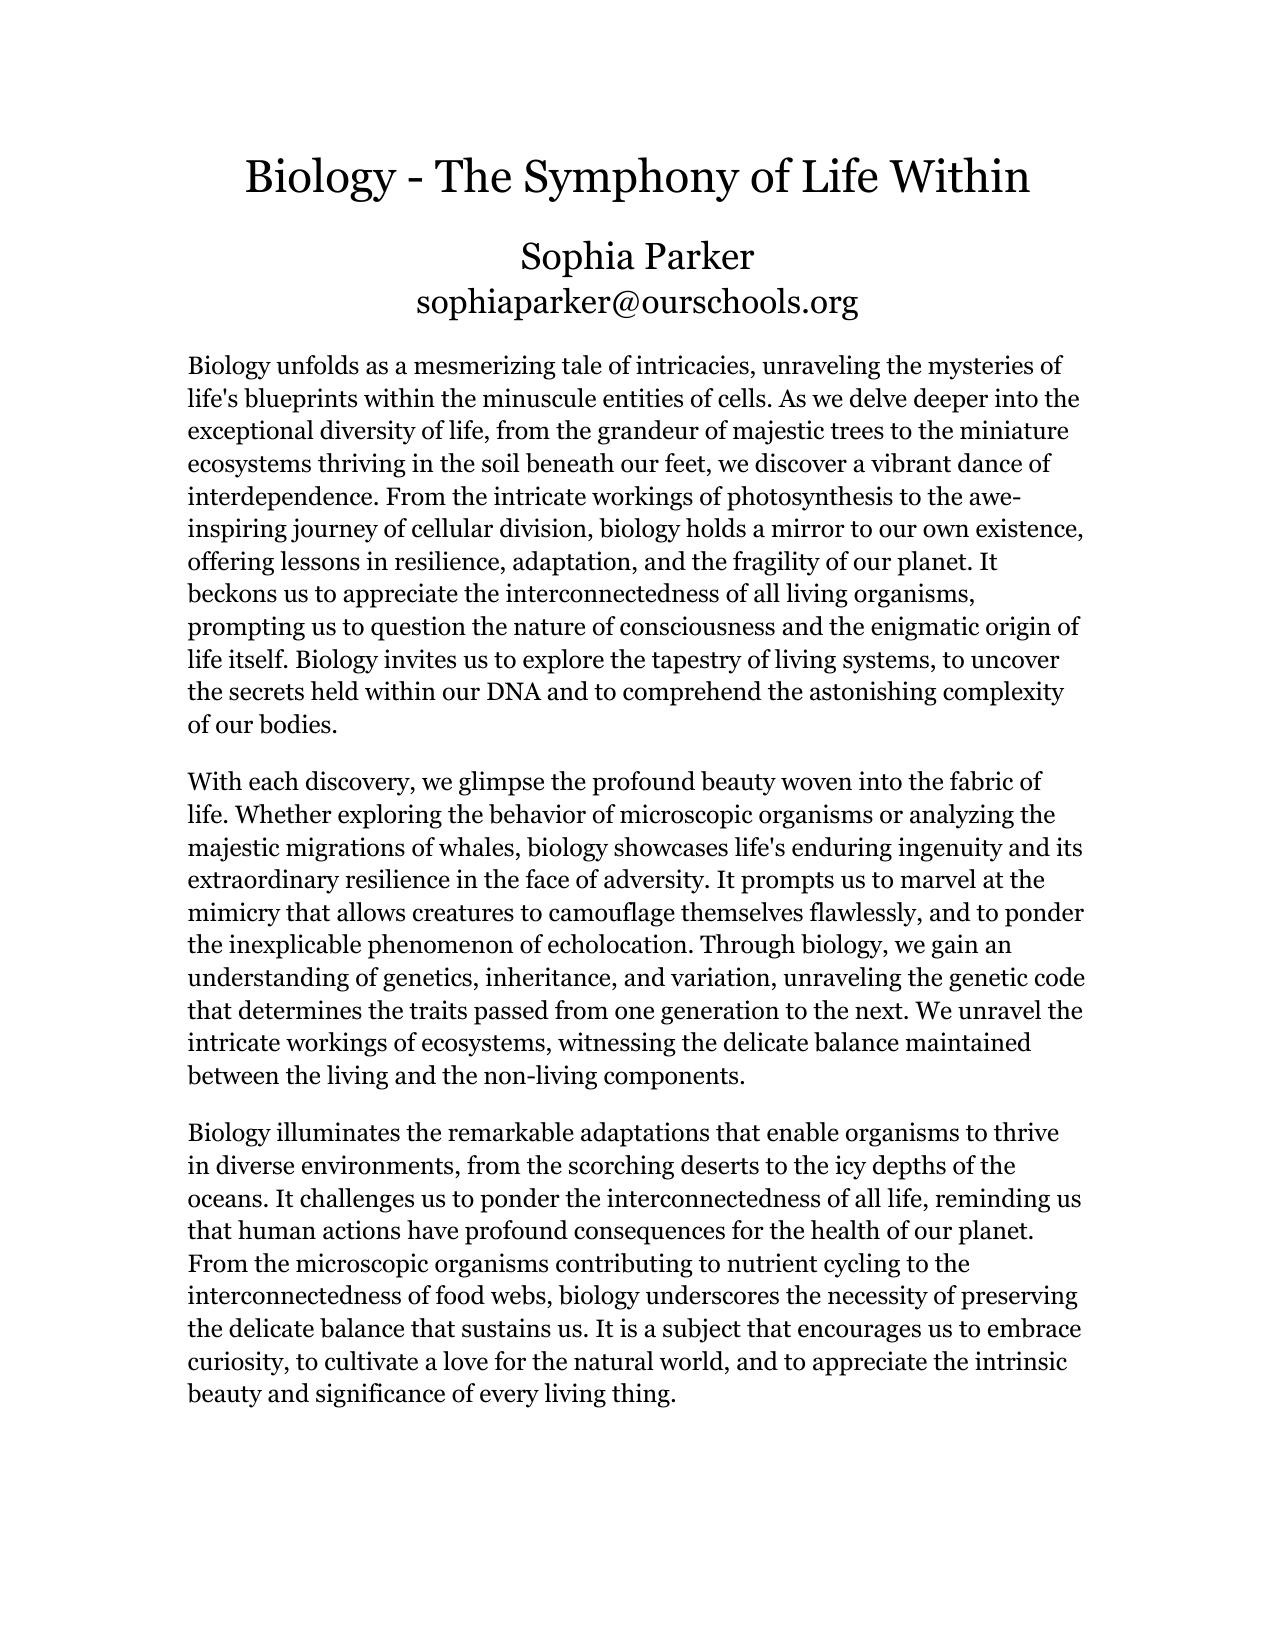 Biology - The Symphony of Life Within
Sophia Parker
sophiaparker@ourschools.org
Biology unfolds as a mesmerizing tale of intricacies, unraveling the mysteries of
life's blueprints within the minuscule entities of cells. As we delve deeper into the
exceptional diversity of life, from the grandeur of majestic trees to the miniature
ecosystems thriving in the soil beneath our feet, we discover a vibrant dance of
interdependence. From the intricate workings of photosynthesis to the awe-
inspiring journey of cellular division, biology holds a mirror to our own existence,
offering lessons in resilience, adaptation, and the fragility of our planet. It
beckons us to appreciate the interconnectedness of all living organisms,
prompting us to question the nature of consciousness and the enigmatic origin of
life itself. Biology invites us to explore the tapestry of living systems, to uncover
the secrets held within our DNA and to comprehend the astonishing complexity
of our bodies.
With each discovery, we glimpse the profound beauty woven into the fabric of
life. Whether exploring the behavior of microscopic organisms or analyzing the
majestic migrations of whales, biology showcases life's enduring ingenuity and its
extraordinary resilience in the face of adversity. It prompts us to marvel at the
mimicry that allows creatures to camouflage themselves flawlessly, and to ponder
the inexplicable phenomenon of echolocation. Through biology, we gain an
understanding of genetics, inheritance, and variation, unraveling the genetic code
that determines the traits passed from one generation to the next. We unravel the
intricate workings of ecosystems, witnessing the delicate balance maintained
between the living and the non-living components.
Biology illuminates the remarkable adaptations that enable organisms to thrive
in diverse environments, from the scorching deserts to the icy depths of the
oceans. It challenges us to ponder the interconnectedness of all life, reminding us
that human actions have profound consequences for the health of our planet.
From the microscopic organisms contributing to nutrient cycling to the
interconnectedness of food webs, biology underscores the necessity of preserving
the delicate balance that sustains us. It is a subject that encourages us to embrace
curiosity, to cultivate a love for the natural world, and to appreciate the intrinsic
beauty and significance of every living thing.